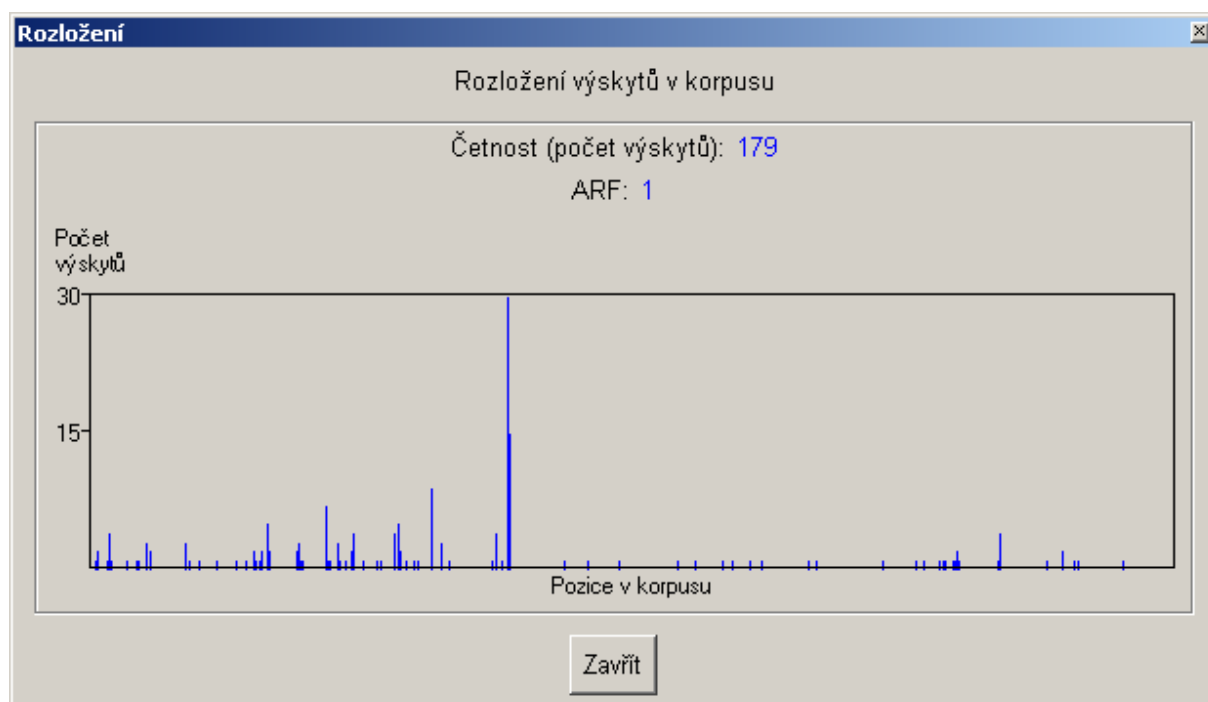 Rozložení
Rozložení výskytů v korpusu
Četnost (počet výskytů): 179
ARF: 1
Počet
výskytů
30
15
Pozice v korpusu
Zavřít